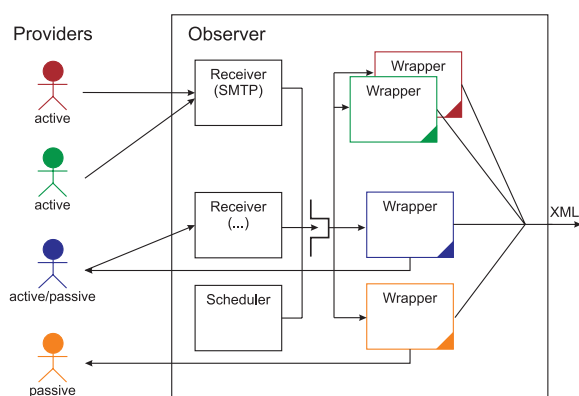 Providers
Observer
active
active
active/passive
passive
Receiver
(SMTP)
Receiver
(...)
Scheduler
Wrapper
Wrapper
Wrapper
Wrapper
XML